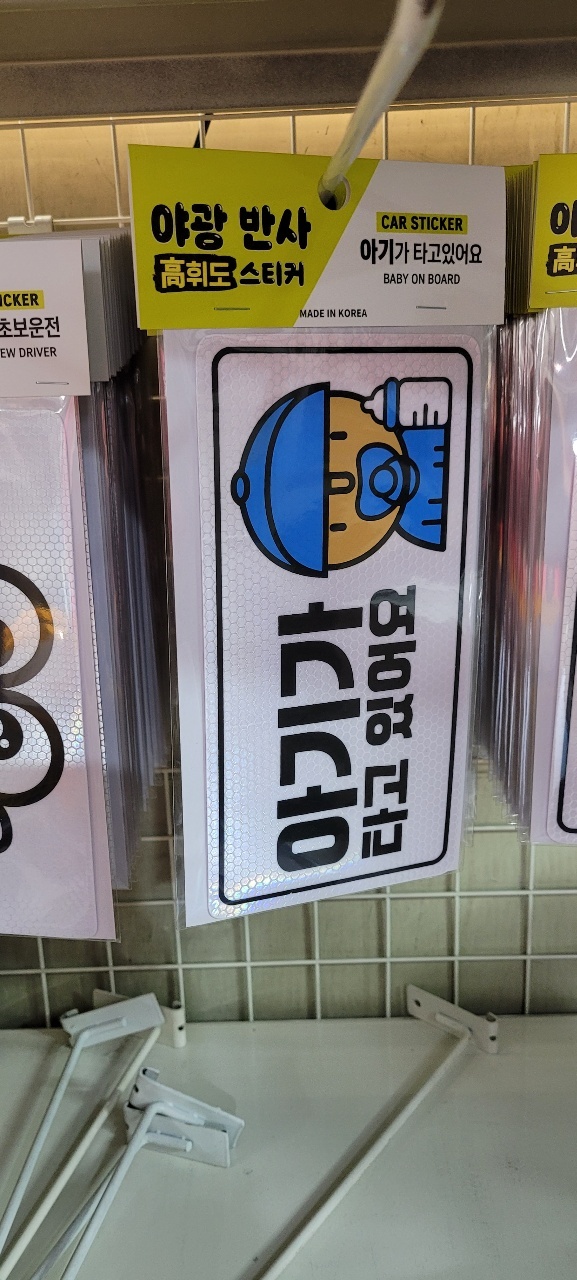 야광 반사
高휘도 스티커
CAR STICKER
아기가 타고있어요
BABY ON BOARD
MADE IN KOREA
아기가
타고 있어요
ICKER
초보운전
EW DRIVER
高